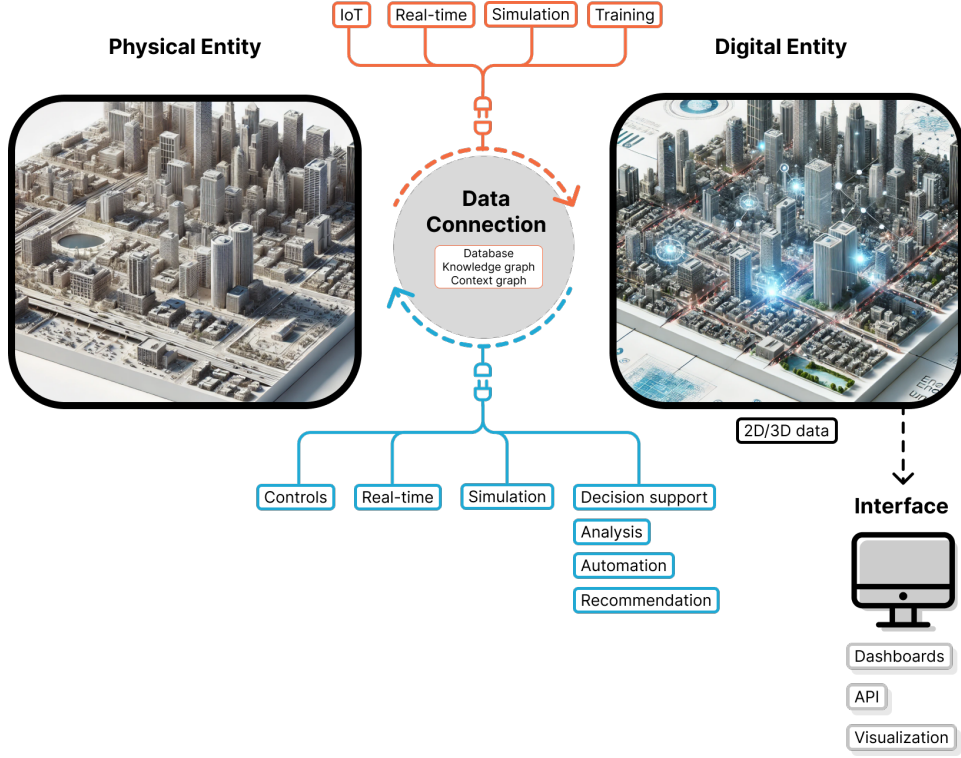 IoT
Real-time
Simulation
Training
Physical Entity
Digital Entity
Data
Connection
Database
Knowledge graph
Context graph
2D/3D data
Controls
Real-time
Simulation
Decision support
Analysis
Automation
Recommendation
Interface
Dashboards
API
Visualization